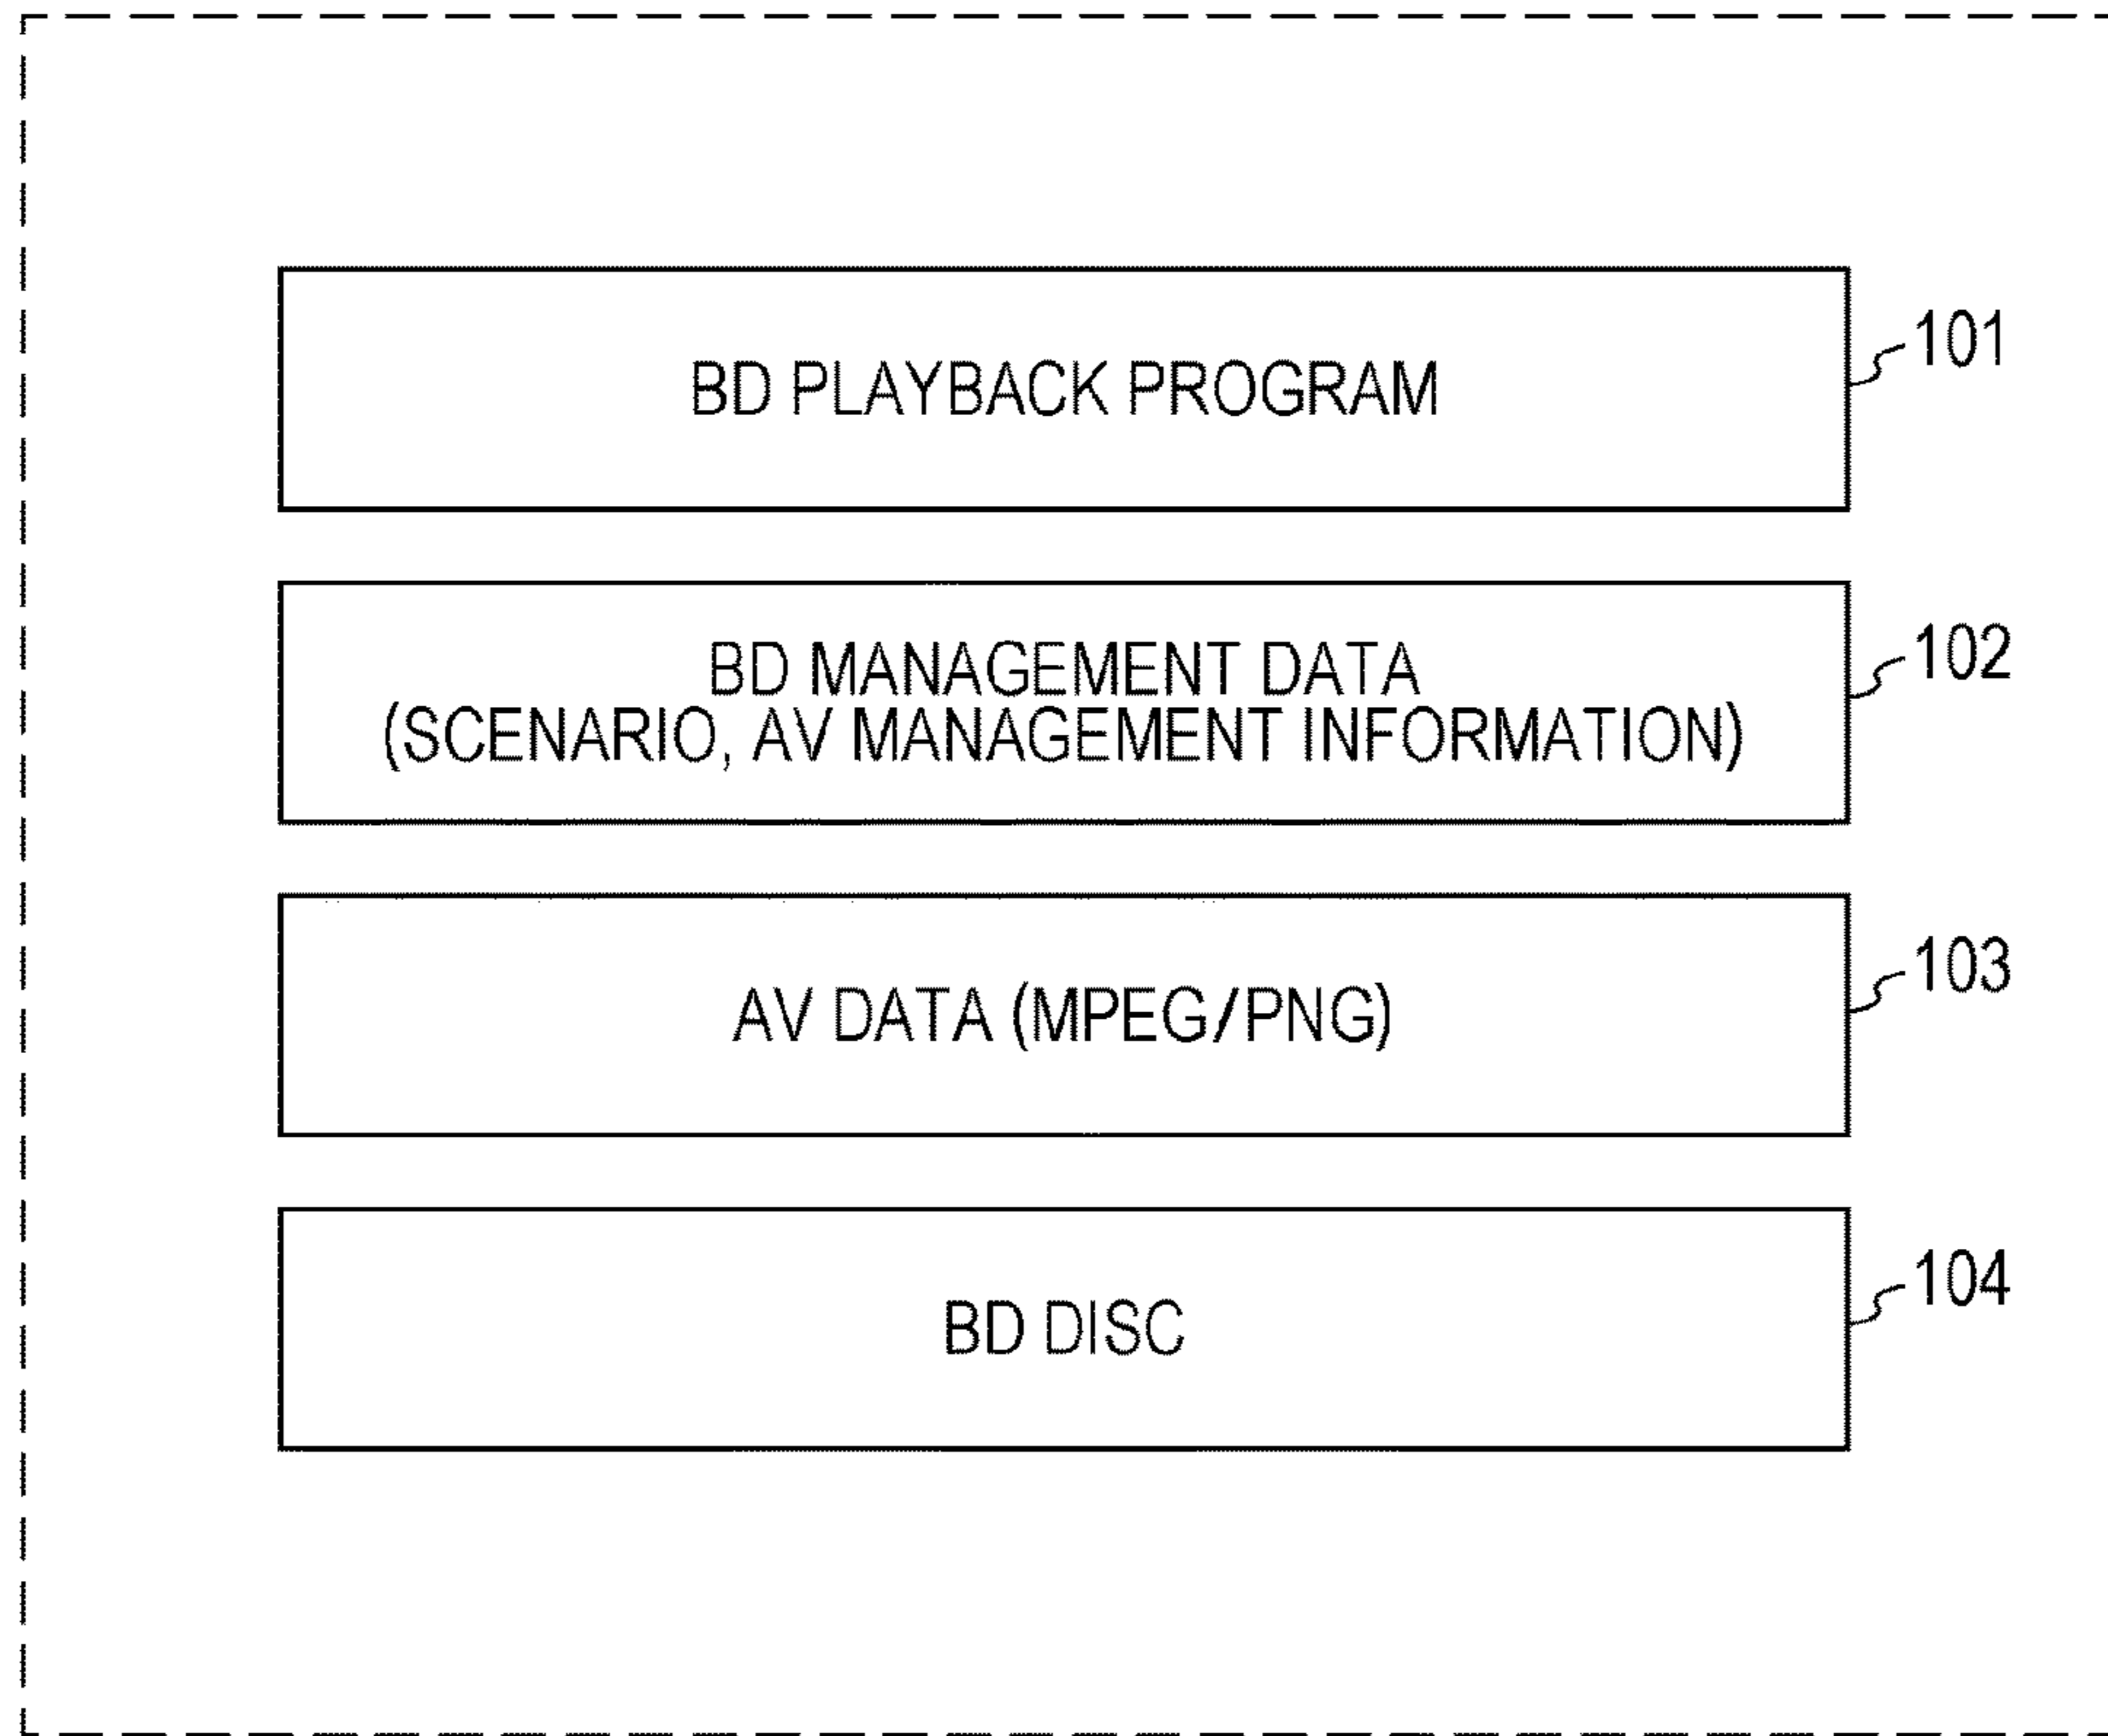 BD PLAYBACK PROGRAM
101
BD MANAGEMENT DATA
(SCENARIO, AV MANAGEMENT INFORMATION)
102
AV DATA (MPEG/PNG)
103
BD DISC
104